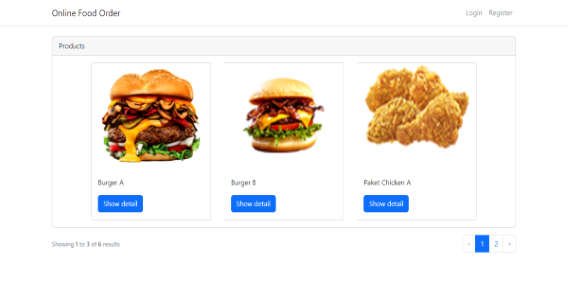 Online Food Order
Login Register
Products
Burger A
Burger B
Paket Chicken A
Show detail
Show detail
Show detail
Showing 1 to 3 of 6 results
‹ 1 2 ›